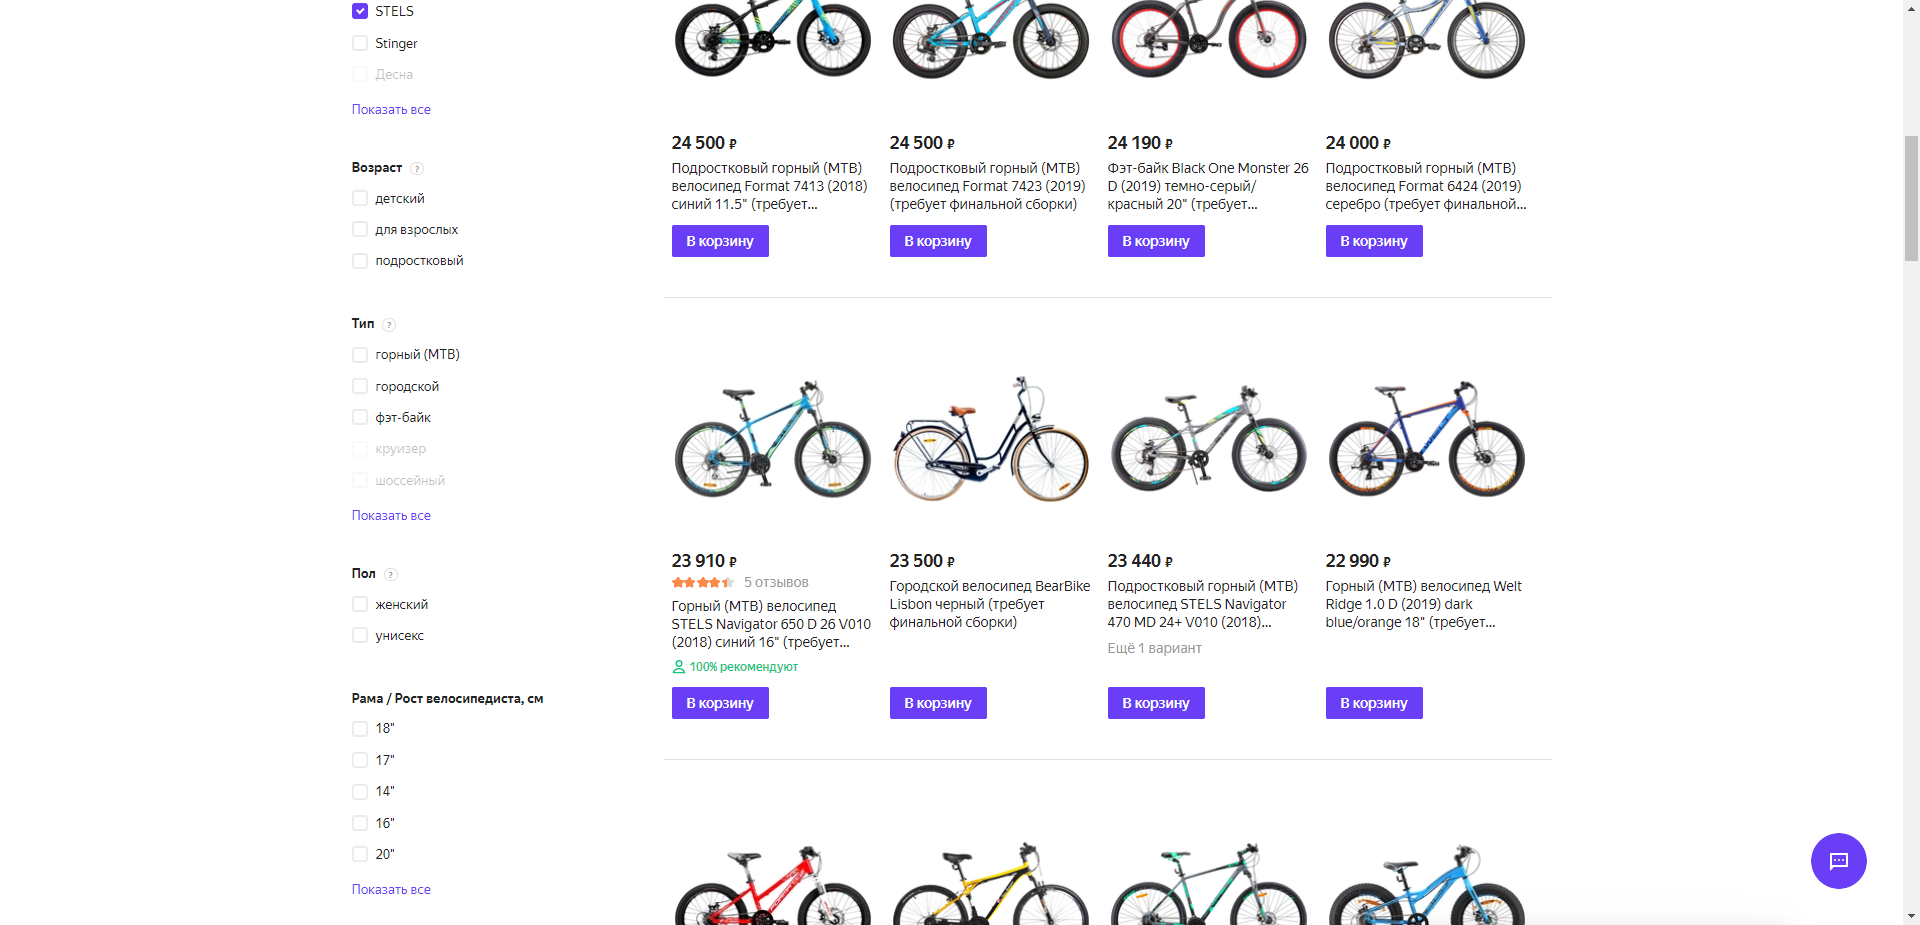 STELS
Stinger
Десна
Показать все
Возраст ?
детский
для взрослых
подростковый
Тип ?
горный (MTB)
городской
фэт-байк
круизер
шоссейный
Показать все
Пол ?
женский
унисекс
Рама / Рост велосипедиста, см
18"
17"
14"
16"
20"
Показать все
24 500 ₽
Подростковый горный (MTB)
велосипед Format 7413 (2018)
синий 11.5" (требует...
В корзину
24 500 ₽
Подростковый горный (MTB)
велосипед Format 7423 (2019)
(требует финальной сборки)
В корзину
24 190 ₽
Фэт-байк Black One Monster 26
D (2019) темно-серый/
красный 20" (требует...
В корзину
24 000 ₽
Подростковый горный (MTB)
велосипед Format 6424 (2019)
серебро (требует финальной...
В корзину
23 910 ₽
5 отзывов
Горный (MTB) велосипед
STELS Navigator 650 D 26 V010
(2018) синий 16" (требует...
100% рекомендуют
В корзину
23 500 ₽
Городской велосипед BearBike
Lisbon черный (требует
финальной сборки)
В корзину
23 440 ₽
Подростковый горный (MTB)
велосипед STELS Navigator
470 MD 24+ V010 (2018)...
Ещё 1 вариант
В корзину
22 990 ₽
Горный (MTB) велосипед Welt
Ridge 1.0 D (2019) dark
blue/orange 18" (требует...
В корзину